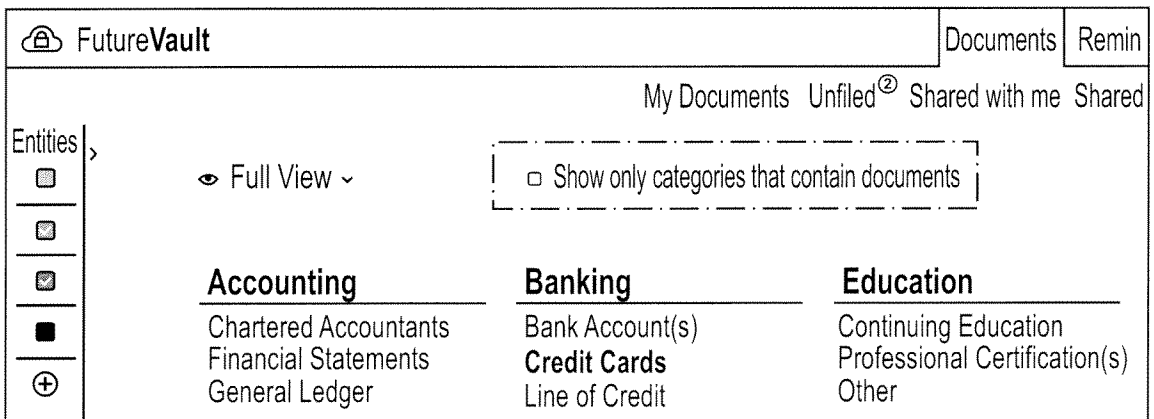 FutureVault Documents Remin
My Documents Unfiled② Shared with me Shared
Entities
Full View
Show only categories that contain documents
Accounting Banking Education
Chartered Accountants Bank Account(s) Continuing Education
Financial Statements Credit Cards Professional Certification(s)
General Ledger Line of Credit Other